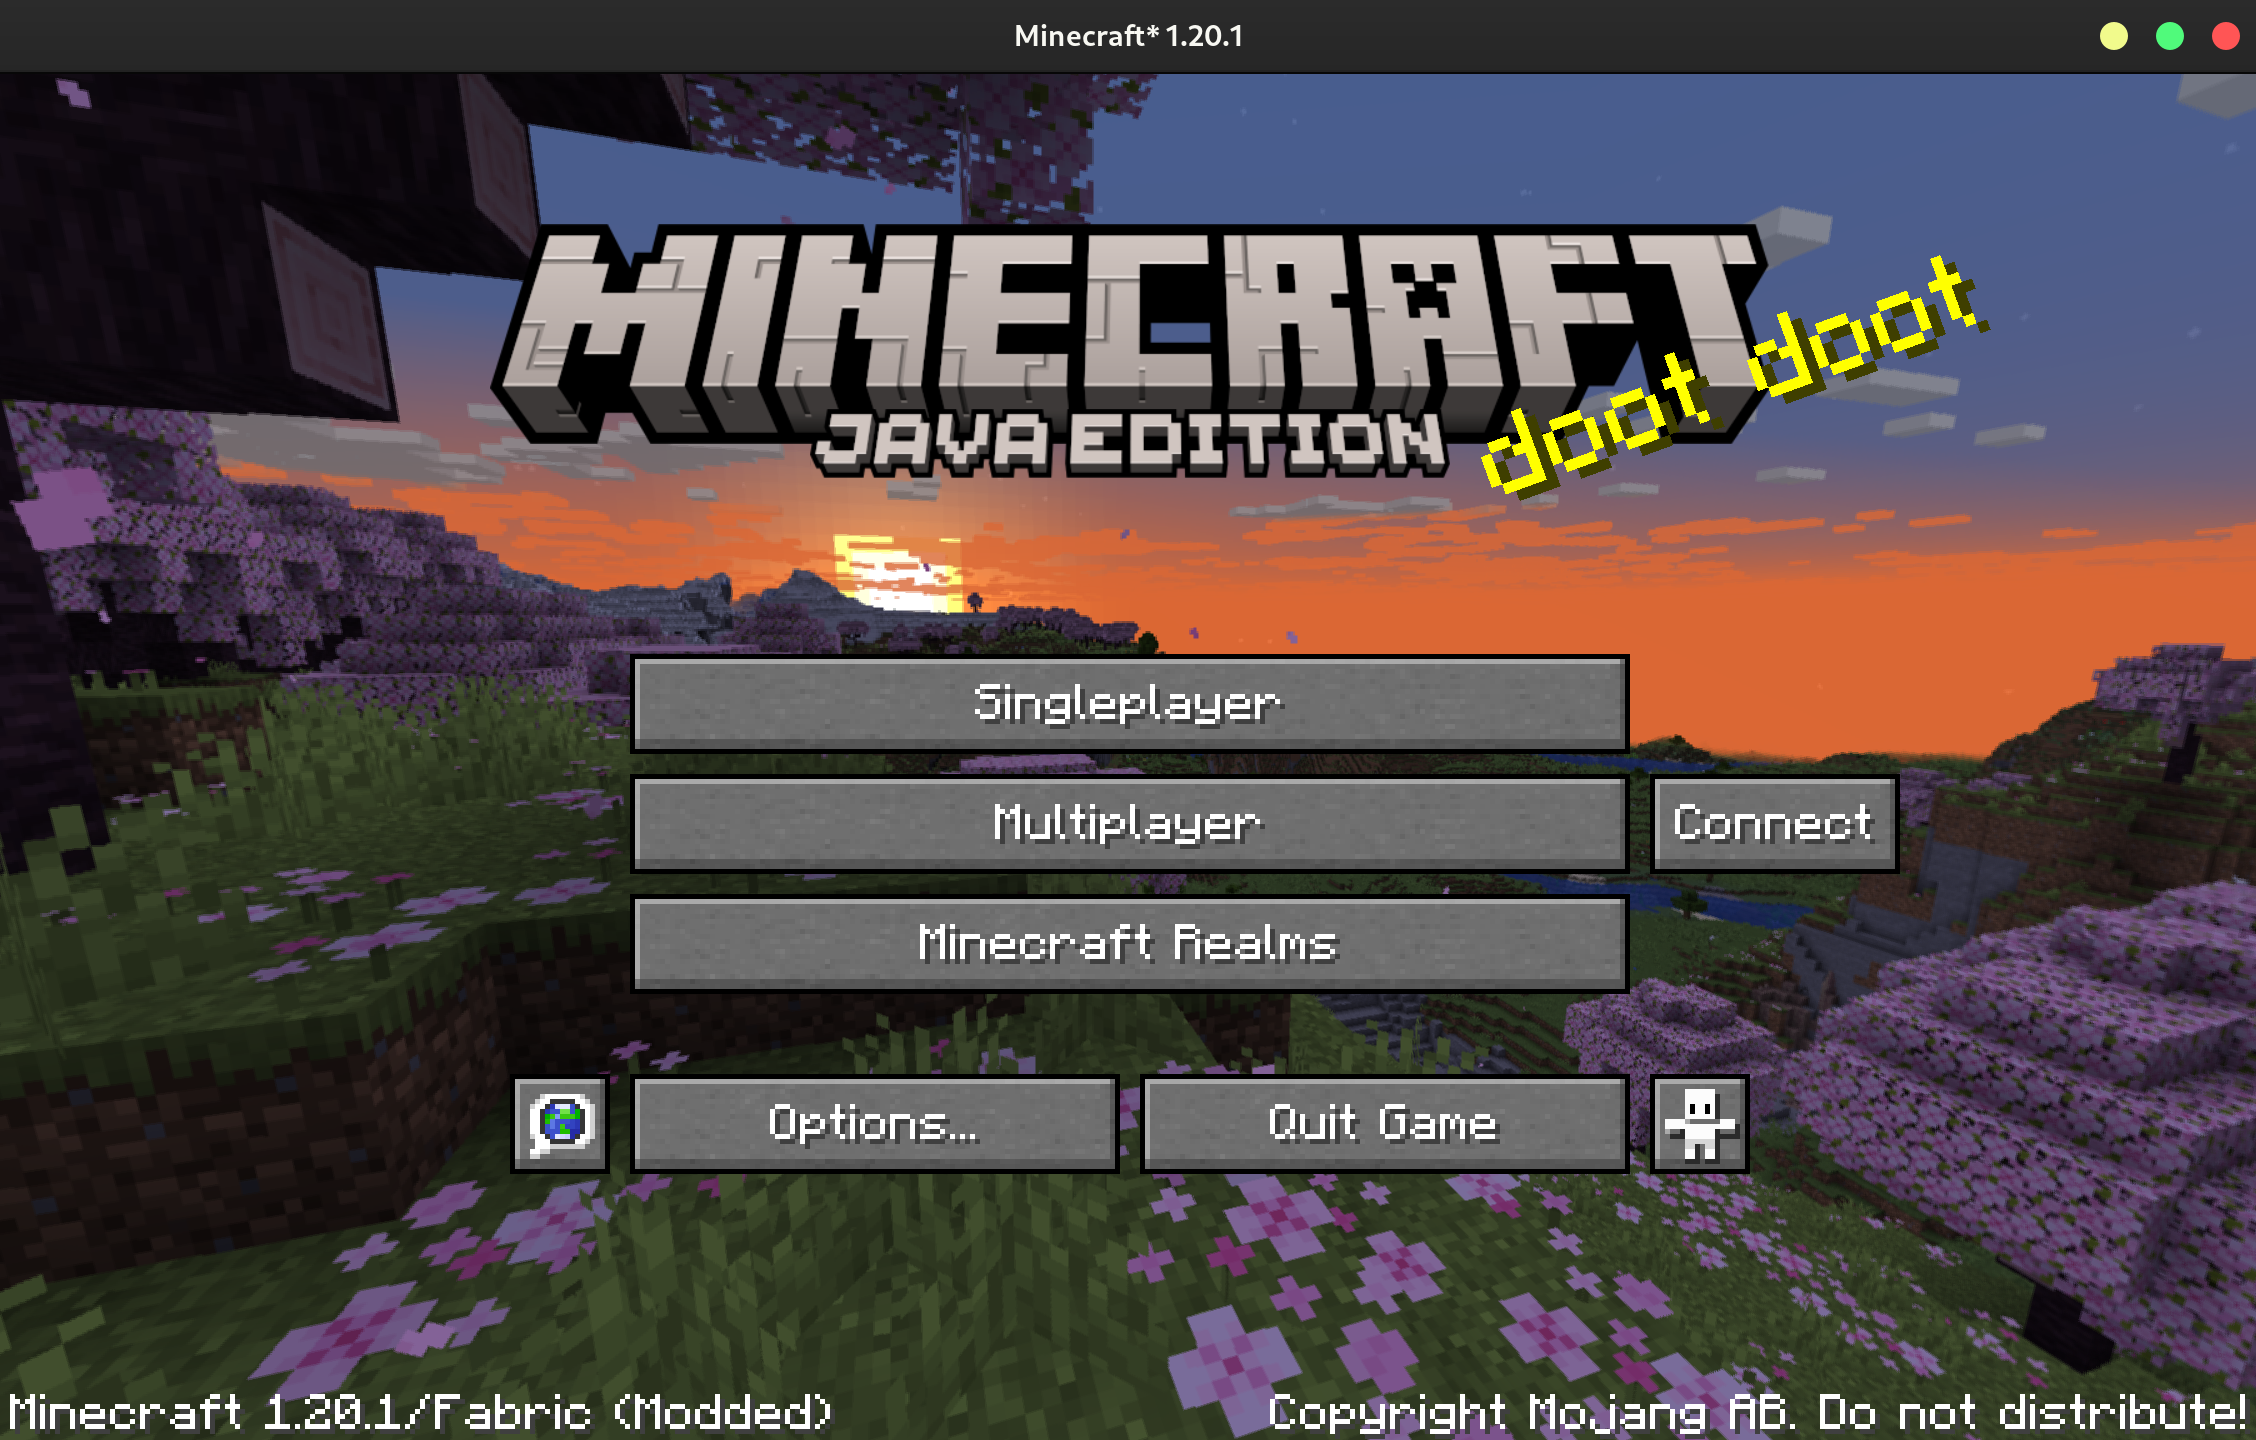 Minecraft* 1.20.1
MINECRAFT
JAVA EDITION
doot doot
Singleplayer
Multiplayer
Connect
Minecraft Realms
Options...
Quit Game
Minecraft 1.20.1/Fabric (Modded)
Copyright Mojang AB. Do not distribute!